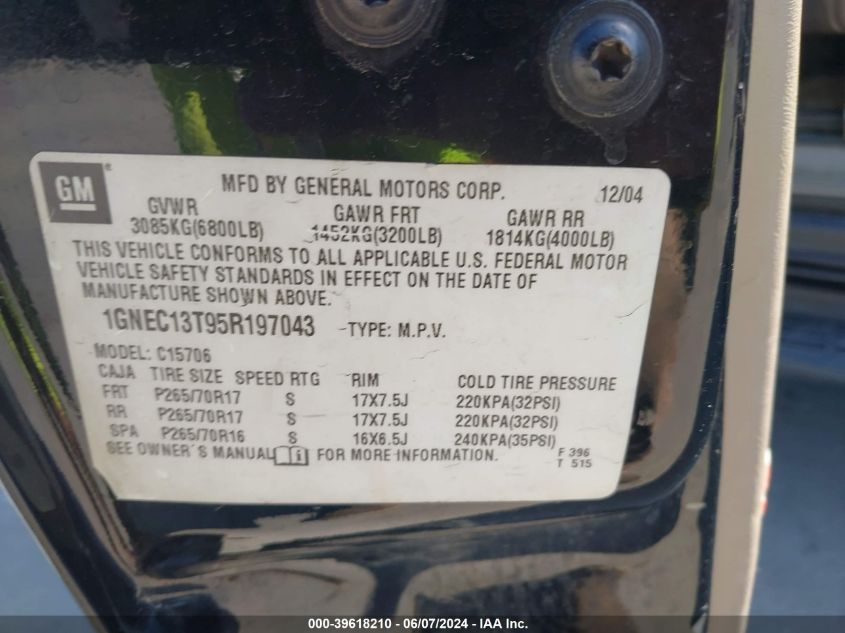 GM ®
MFD BY GENERAL MOTORS CORP. 12/04
GVWR GAWR FRT GAWR RR
3085KG(6800LB) 1452KG(3200LB) 1814KG(4000LB)
THIS VEHICLE CONFORMS TO ALL APPLICABLE U.S. FEDERAL MOTOR
VEHICLE SAFETY STANDARDS IN EFFECT ON THE DATE OF
MANUFACTURE SHOWN ABOVE.
1GNEC13T95R197043 TYPE: M.P.V.
MODEL: C15706
CAJA TIRE SIZE SPEED RTG RIM COLD TIRE PRESSURE
FRT P265/70R17 S 17X7.5J 220KPA(32PSI)
RR P265/70R17 S 17X7.5J 220KPA(32PSI)
SPA P265/70R16 S 16X6.5J 240KPA(35PSI)
SEE OWNER'S MANUAL i FOR MORE INFORMATION. F 396
T 515
000-39618210 - 06/07/2024 - IAA Inc.